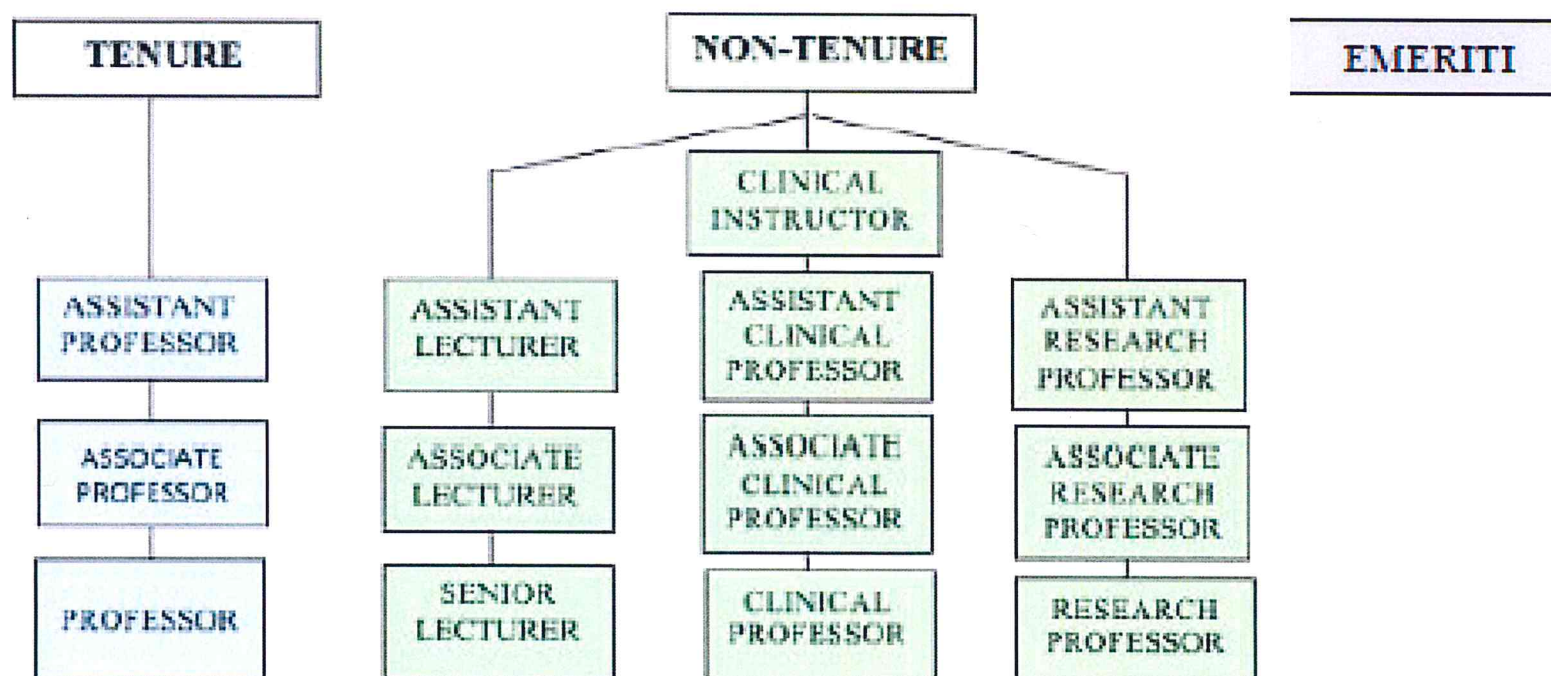 TENURE
NON-TENURE
EMERITI
ASSISTANT
PROFESSOR
ASSOCIATE
PROFESSOR
PROFESSOR
ASSISTANT
LECTURER
ASSOCIATE
LECTURER
SENIOR
LECTURER
CLINICAL
INSTRUCTOR
ASSISTANT
CLINICAL
PROFESSOR
ASSOCIATE
CLINICAL
PROFESSOR
CLINICAL
PROFESSOR
ASSISTANT
RESEARCH
PROFESSOR
ASSOCIATE
RESEARCH
PROFESSOR
RESEARCH
PROFESSOR